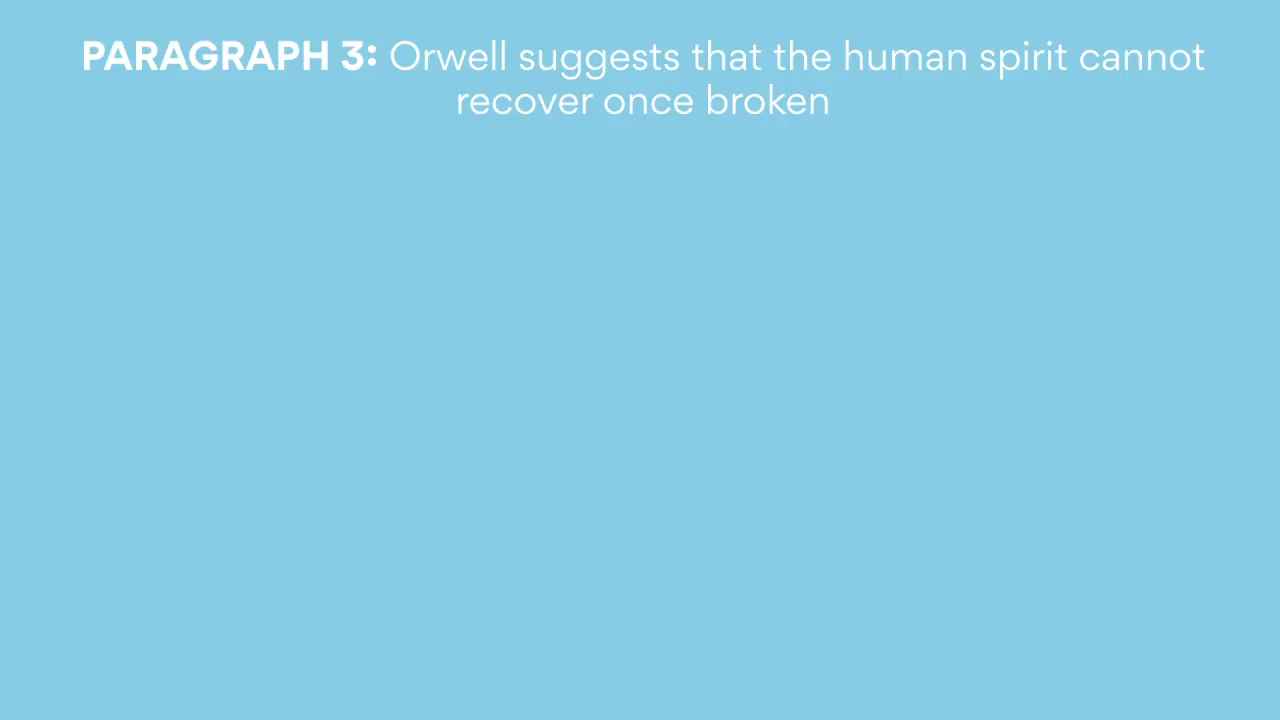 PARAGRAPH 3: Orwell suggests that the human spirit cannot
recover once broken